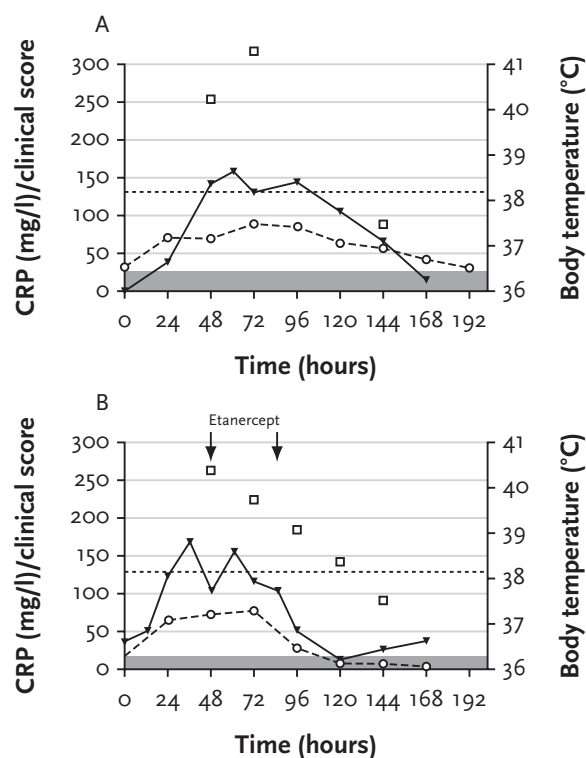 A
CRP (mg/l)/clinical score
300
250
200
150
100
50
0
41
40
39
38
37
36
Body temperature (°C)
0 24 48 72 96 120 144 168 192
Time (hours)
B
Etanercept
CRP (mg/l)/clinical score
300
250
200
150
100
50
0
41
40
39
38
37
36
Body temperature (°C)
0 24 48 72 96 120 144 168 192
Time (hours)